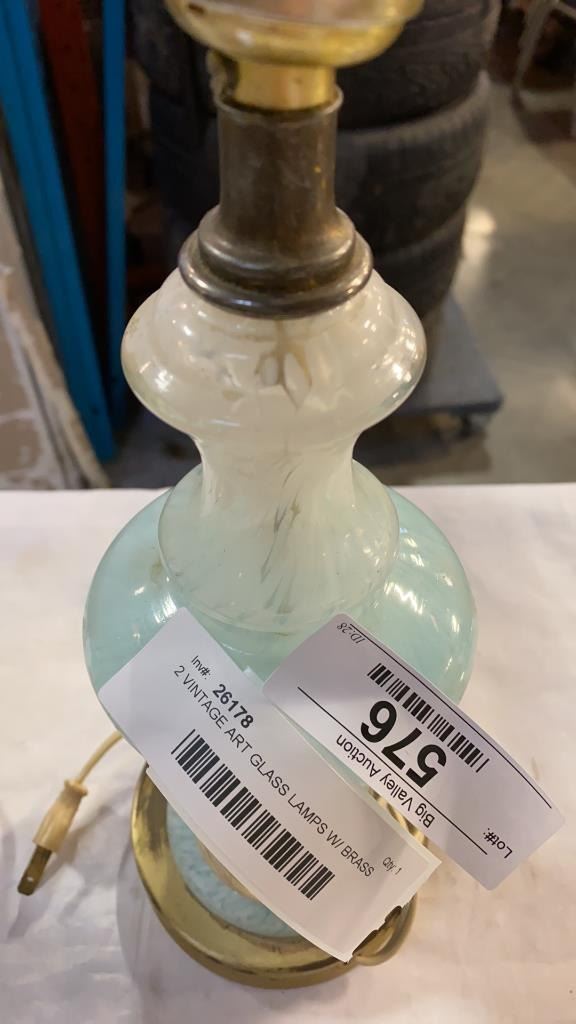 Inv#: 26178
2 VINTAGE ART GLASS LAMPS W/ BRASS
Qty: 1
Lot#:
Big Valley Auction
576
ID:28